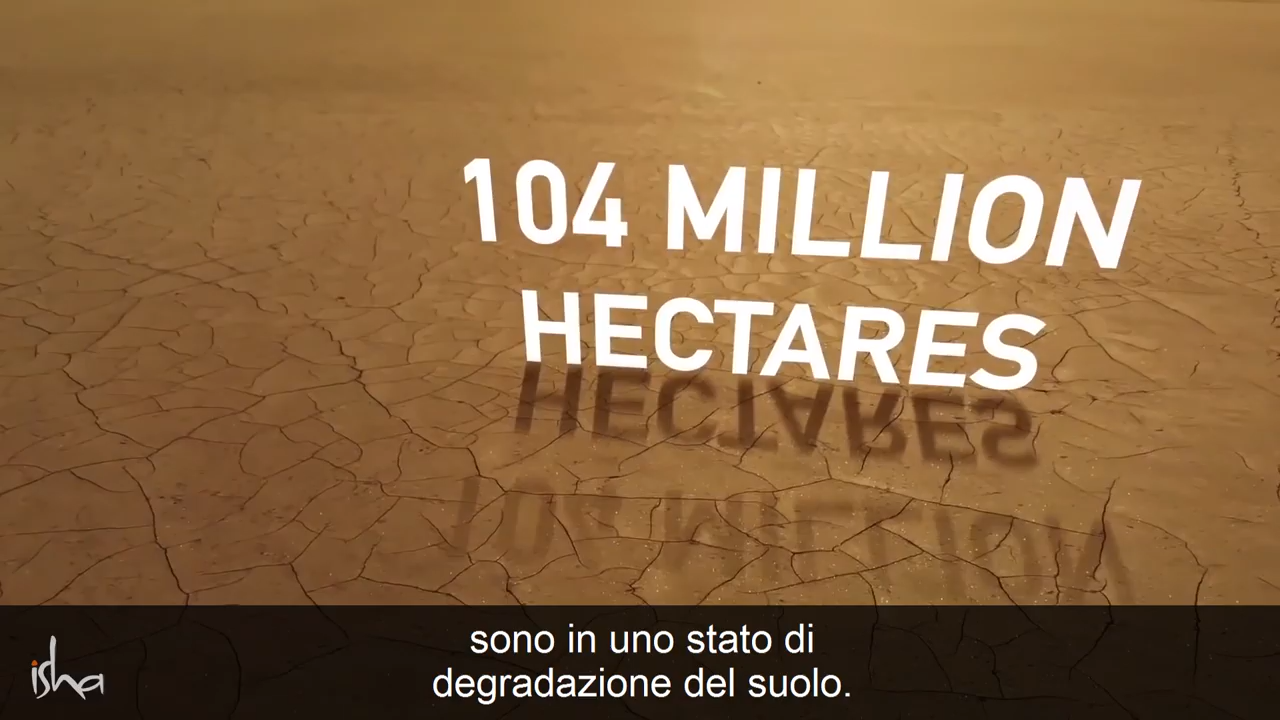 104 MILLION
HECTARES
sono in uno stato di
degradazione del suolo.
isha